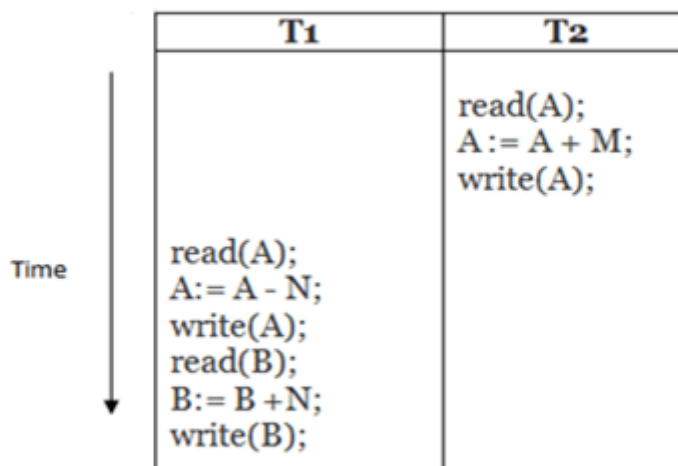 T1 T2
read(A);
A := A + M;
write(A);
read(A);
A:= A - N;
Time
write(A);
read(B);
B:= B +N;
write(B);